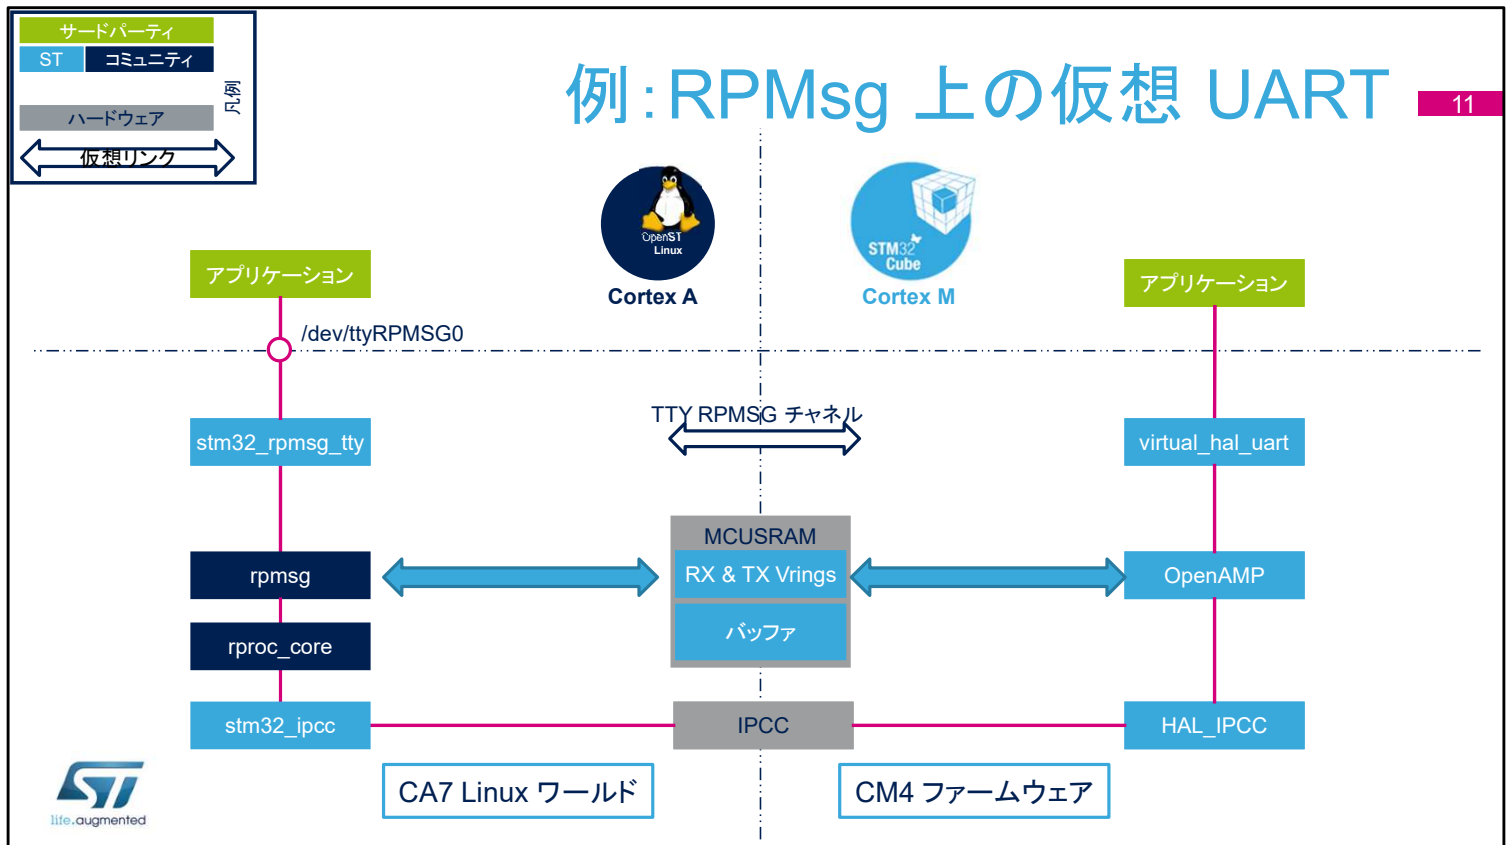 サードパーティ
ST
コミュニティ
凡例
ハードウェア
仮想リンク
例：RPMsg 上の仮想 UART
11
OpenST
Linux
Cortex A
STM32
Cube
Cortex M
アプリケーション
アプリケーション
/dev/ttyRPMSG0
TTY RPMSG チャネル
stm32_rpmsg_tty
virtual_hal_uart
MCUSRAM
rpmsg
RX & TX Vrings
OpenAMP
バッファ
rproc_core
stm32_ipcc
IPCC
HAL_IPCC
CA7 Linux ワールド
CM4 ファームウェア
ST
life.augmented